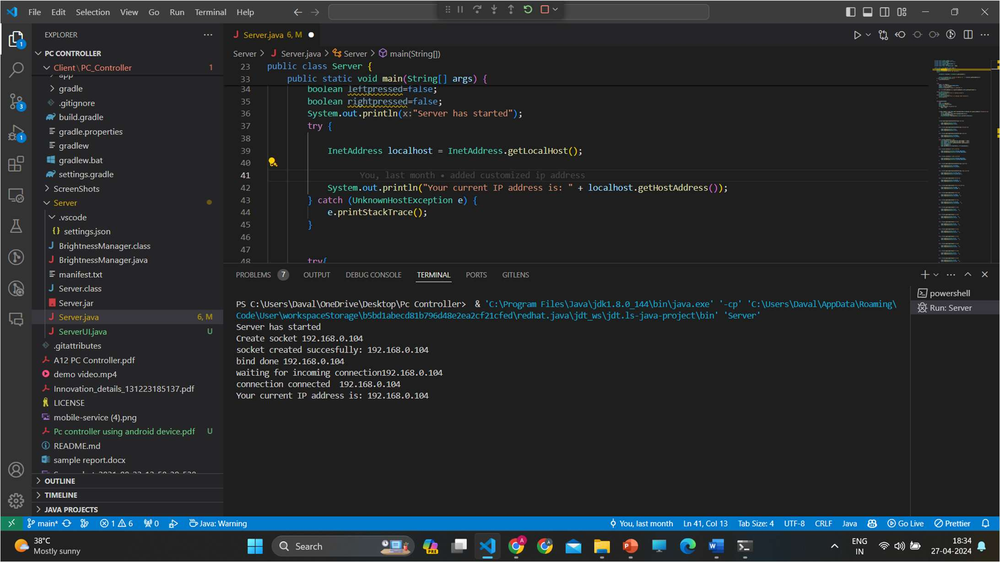 File Edit Selection View Go Run Terminal Help
EXPLORER
PC CONTROLLER
Client\PC_Controller 1
app
gradle
.gitignore
build.gradle
gradle.properties
gradlew
gradlew.bat
settings.gradle
ScreenShots
Server
.vscode
{} settings.json
BrightnessManager.class
BrightnessManager.java
manifest.txt
Server.class
Server.jar
Server.java 6, M
ServerUI.java U
.gitattributes
A12 PC Controller.pdf
demo video.mp4
Innovation_details_131223185137.pdf
LICENSE
mobile-service (4).png
Pc controller using android device.pdf U
README.md
sample report.docx
OUTLINE
TIMELINE
JAVA PROJECTS
1
3
1
Server.java 6, M
Server > Server.java > Server > main(String[])
23 public class Server {
33 public static void main(String[] args) {
34 boolean leftpressed=false;
35 boolean rightpressed=false;
36 System.out.println(x:"Server has started");
37 try {
38
39 InetAddress localhost = InetAddress.getLocalHost();
40
41 You, last month • added customized ip address
42 System.out.println("Your current IP address is: " + localhost.getHostAddress());
43 } catch (UnknownHostException e) {
44 e.printStackTrace();
45 }
46
47
48 try{
PROBLEMS 7 OUTPUT DEBUG CONSOLE TERMINAL PORTS GITLENS
powershell
Run: Server
PS C:\Users\Daval\OneDrive\Desktop\Pc Controller> & 'C:\Program Files\Java\jdk1.8.0_144\bin\java.exe' '-cp' 'C:\Users\Daval\AppData\Roaming\
Code\User\workspaceStorage\b5bd1abecd81b796d48e2ea2cf21cfed\redhat.java\jdt_ws\jdt.ls-java-project\bin' 'Server'
Server has started
Create socket 192.168.0.104
socket created succesfully: 192.168.0.104
bind done 192.168.0.104
waiting for incoming connection192.168.0.104
connection connected 192.168.0.104
Your current IP address is: 192.168.0.104
main* 1 6 0 Java: Warning You, last month Ln 41, Col 13 Tab Size: 4 UTF-8 CRLF Java Go Live Prettier
38°C
Mostly sunny
Search
PRE
ENG
IN
18:34
27-04-2024